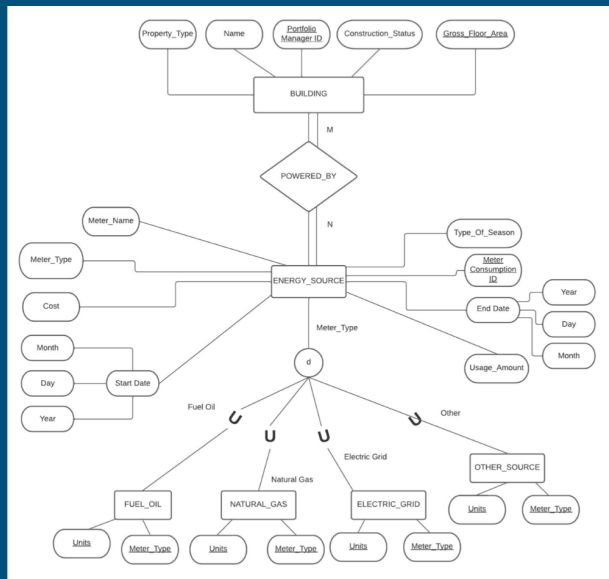 Property_Type
Name
Portfolio
Manager ID
Construction_Status
Gross_Floor_Area
BUILDING
M
POWERED_BY
N
Meter_Name
Type_Of_Season
Meter_Type
Meter
Consumption
ID
ENERGY_SOURCE
Cost
End Date
Year
Day
Month
Meter_Type
Month
Day
Year
Start Date
d
Usage_Amount
Fuel Oil
U
U
U
U
Other
Electric Grid
Natural Gas
OTHER_SOURCE
FUEL_OIL
NATURAL_GAS
ELECTRIC_GRID
Units
Meter_Type
Units
Meter_Type
Units
Meter_Type
Units
Meter_Type